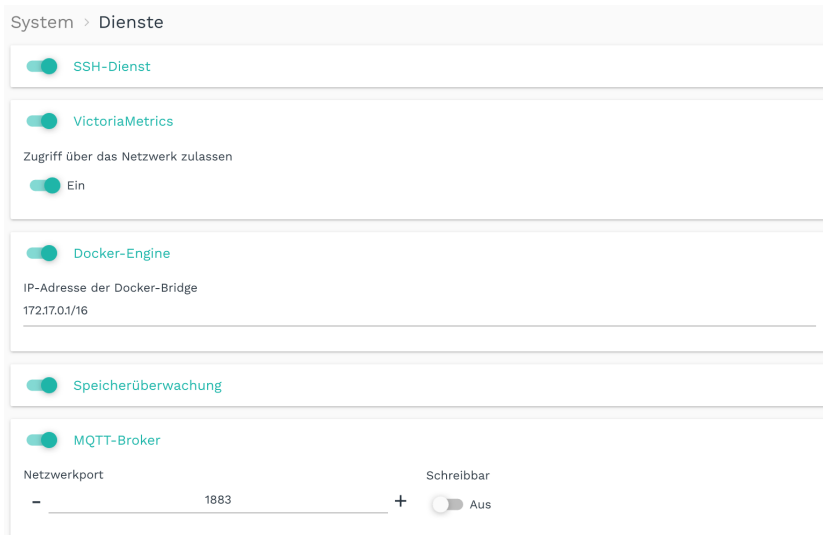 System > Dienste
SSH-Dienst
VictoriaMetrics
Zugriff über das Netzwerk zulassen
Ein
Docker-Engine
IP-Adresse der Docker-Bridge
172.17.0.1/16
Speicherüberwachung
MQTT-Broker
Netzwerkport
- 1883 +
Schreibbar
Aus